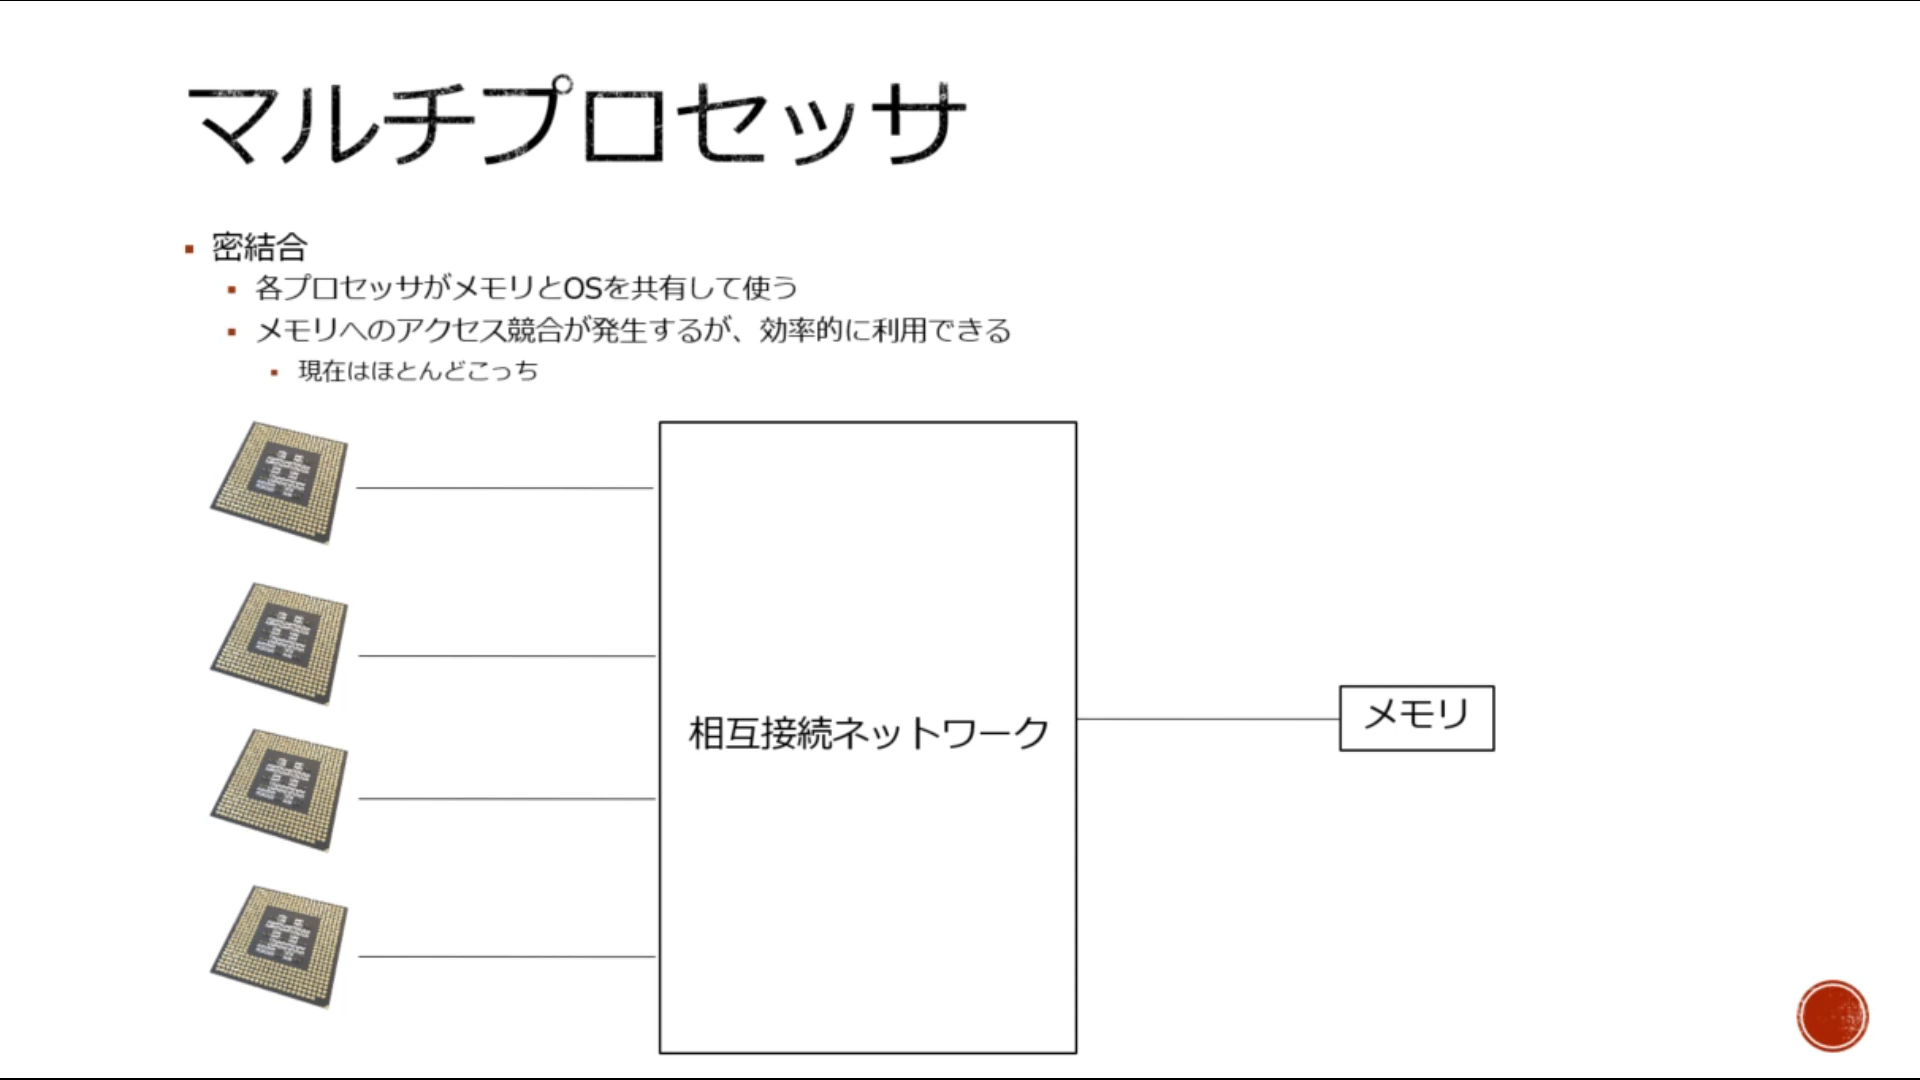 マルチプロセッサ
密結合
各プロセッサがメモリとOSを共有して使う
メモリへのアクセス競合が発生するが、効率的に利用できる
現在はほとんどこっち
相互接続ネットワーク
メモリ